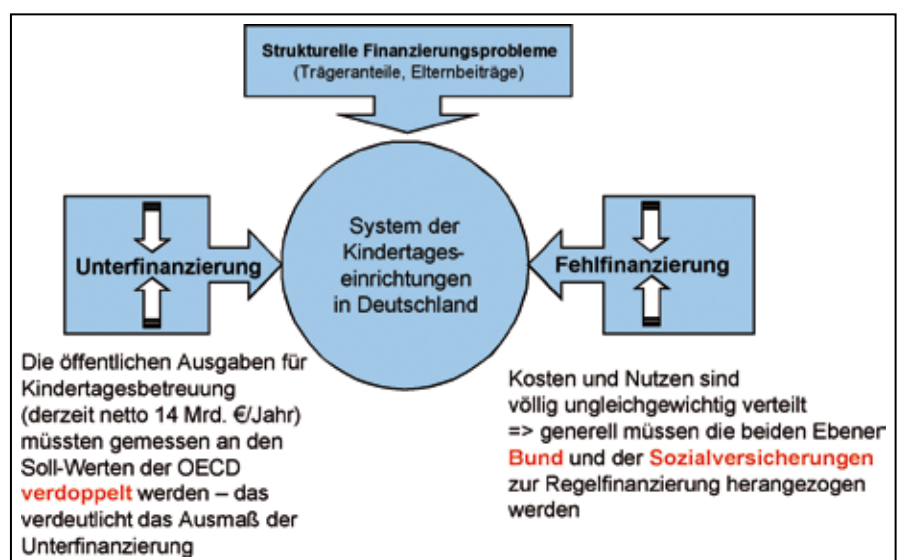 Strukturelle Finanzierungsprobleme
(Trägeranteile, Elternbeiträge)
System der
Kindertages-
einrichtungen
in Deutschland
Unterfinanzierung
Fehlfinanzierung
Die öffentlichen Ausgaben für
Kindertagesbetreuung
(derzeit netto 14 Mrd. €/Jahr)
müssten gemessen an den
Soll-Werten der OECD
verdoppelt werden – das
verdeutlicht das Ausmaß der
Unterfinanzierung
Kosten und Nutzen sind
völlig ungleichgewichtig verteilt
=> generell müssen die beiden Ebenen
Bund und der Sozialversicherungen
zur Regelfinanzierung herangezogen
werden